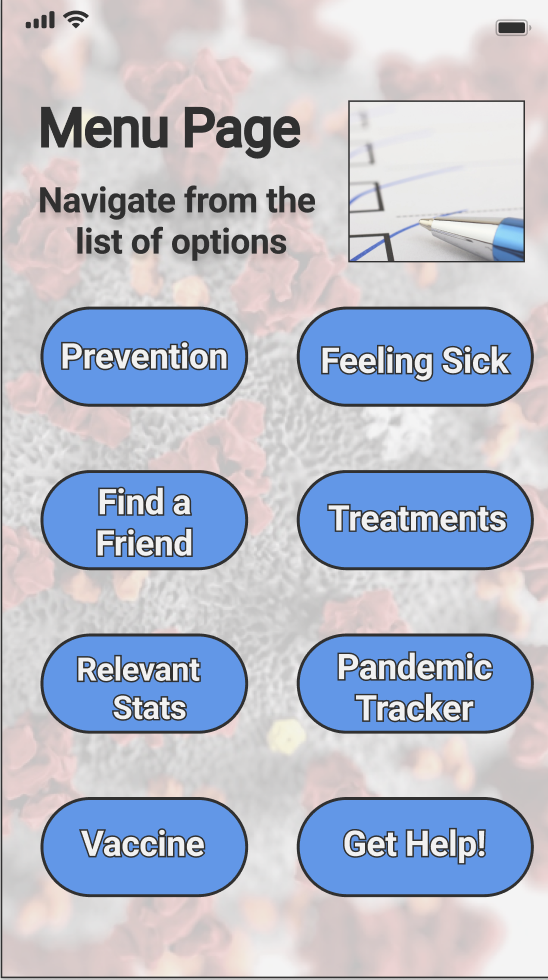 Menu Page
Navigate from the
list of options
Prevention
Feeling Sick
Find a
Friend
Treatments
Relevant
Stats
Pandemic
Tracker
Vaccine
Get Help!